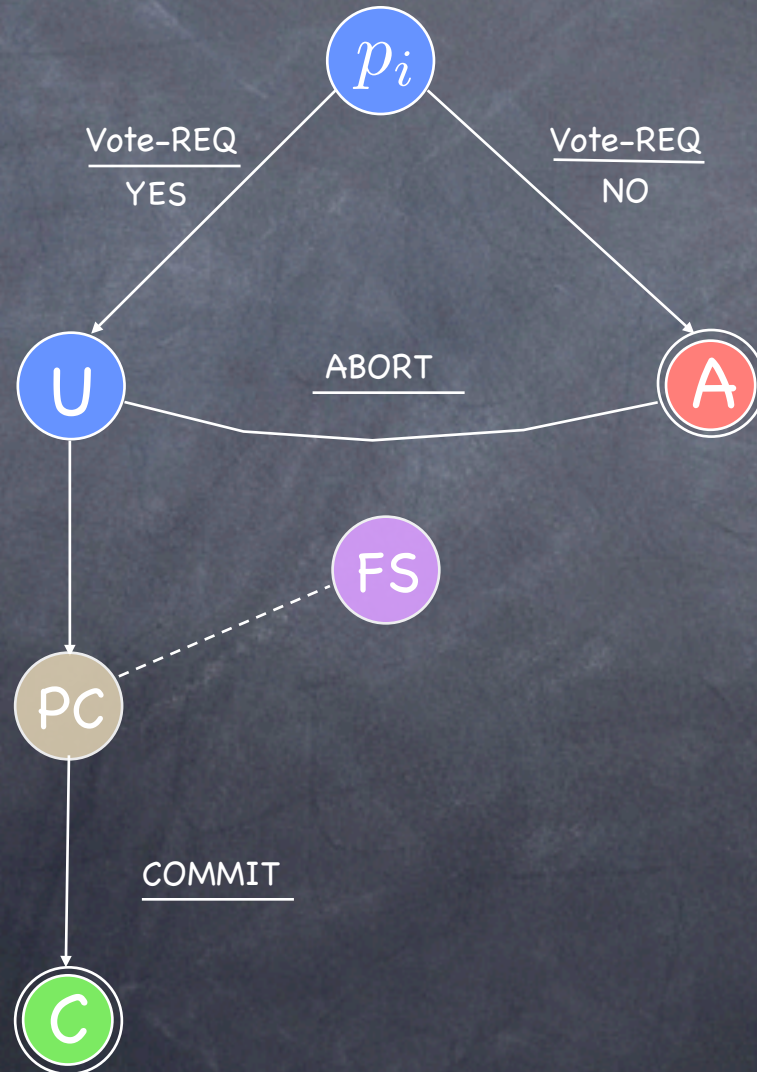 p_i
Vote-REQ
YES
Vote-REQ
NO
U
ABORT
A
FS
PC
COMMIT
C